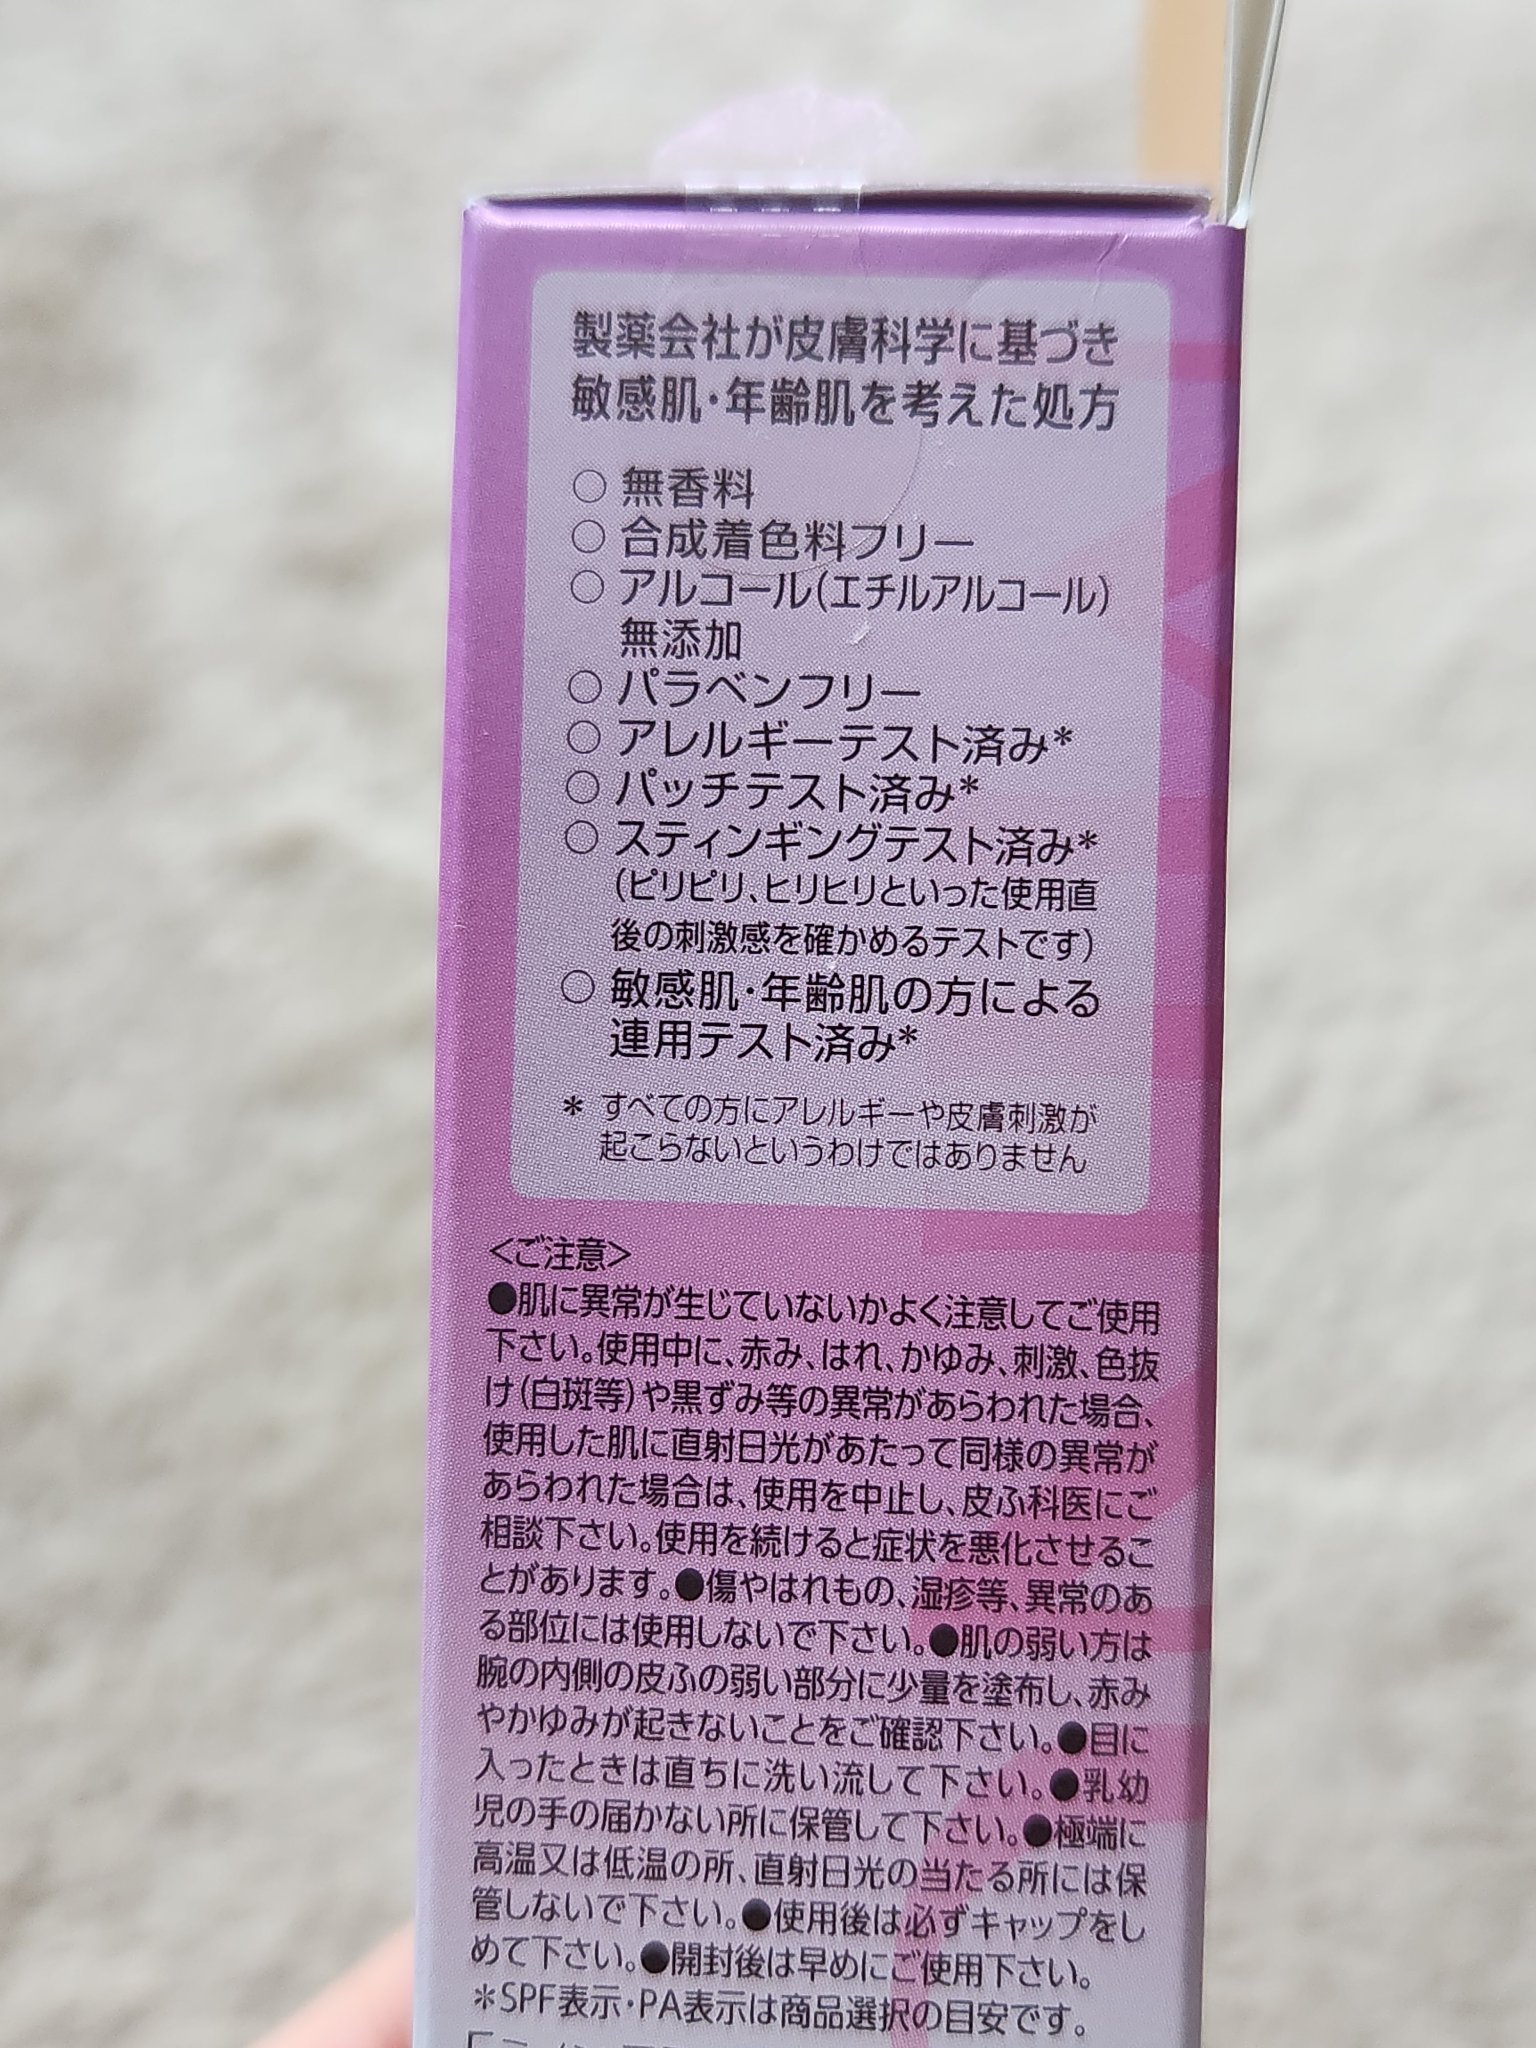 製薬会社が皮膚科学に基づき
敏感肌・年齢肌を考えた処方
○ 無香料
○ 合成着色料フリー
○ アルコール(エチルアルコール)
無添加
○ パラベンフリー
○ アレルギーテスト済み*
○ パッチテスト済み*
○ スティンギングテスト済み*
(ピリピリ、ヒリヒリといった使用直
後の刺激感を確かめるテストです)
○ 敏感肌・年齢肌の方による
連用テスト済み*
* すべての方にアレルギーや皮膚刺激が
起こらないというわけではありません
<ご注意>
●肌に異常が生じていないかよく注意してご使用
下さい。使用中に、赤み、はれ、かゆみ、刺激、色抜
け(白斑等)や黒ずみ等の異常があらわれた場合、
使用した肌に直射日光があたって同様の異常が
あらわれた場合は、使用を中止し、皮ふ科医にご
相談下さい。使用を続けると症状を悪化させるこ
とがあります。●傷やはれもの、湿疹等、異常のあ
る部位には使用しないで下さい。●肌の弱い方は
腕の内側の皮ふの弱い部分に少量を塗布し、赤み
やかゆみが起きないことをご確認下さい。●目に
入ったときは直ちに洗い流して下さい。●乳幼
児の手の届かない所に保管して下さい。●極端に
高温又は低温の所、直射日光の当たる所には保
管しないで下さい。●使用後は必ずキャップをし
めて下さい。●開封後は早めにご使用下さい。
*SPF表示・PA表示は商品選択の目安です。